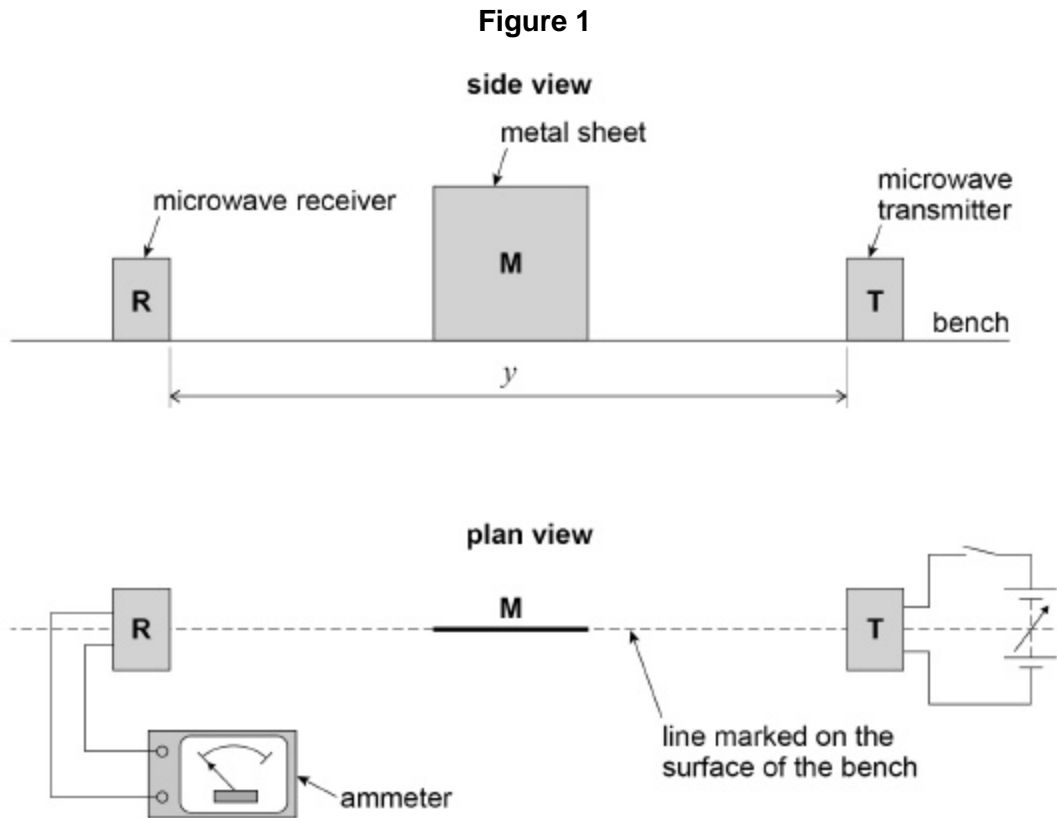 Figure 1
side view
metal sheet
microwave receiver
microwave
transmitter
R
M
T
bench
y
plan view
R
M
T
line marked on the
surface of the bench
ammeter